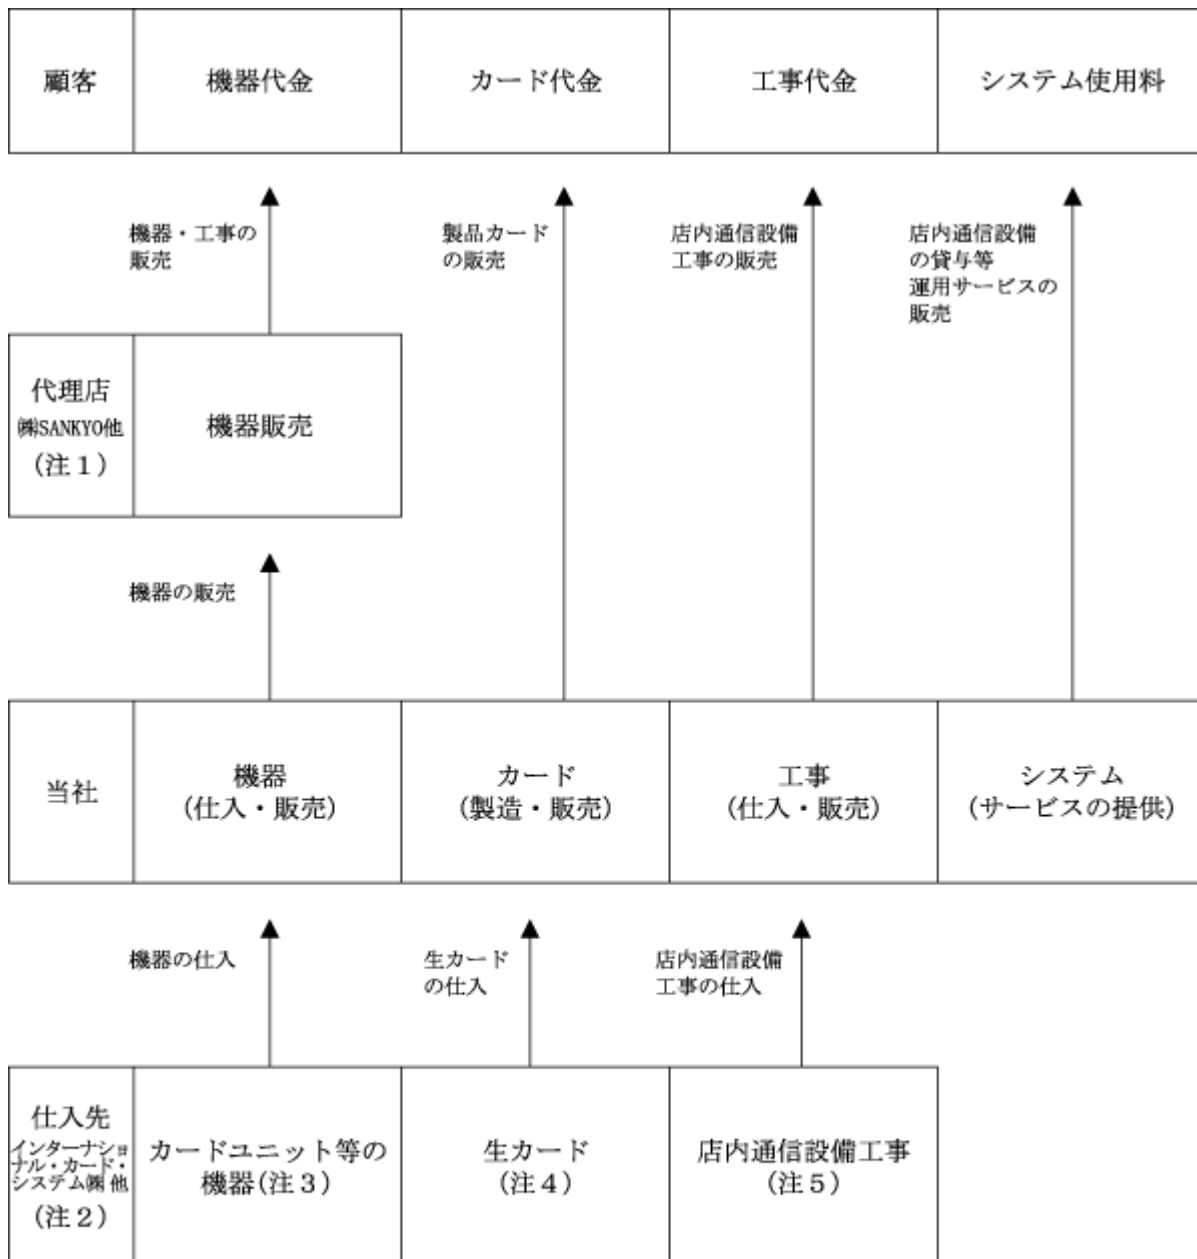 顧客
機器代金
カード代金
工事代金
システム使用料
機器・工事の
販売
製品カード
の販売
店内通信設備
工事の販売
店内通信設備
の貸与等
運用サービスの
販売
代理店
㈱SANKYO他
(注１)
機器販売
機器の販売
当社
機器
(仕入・販売)
カード
(製造・販売)
工事
(仕入・販売)
システム
(サービスの提供)
機器の仕入
生カード
の仕入
店内通信設備
工事の仕入
仕入先
インターナショ
ナル・カード・
システム㈱ 他
(注２)
カードユニット等の
機器(注３)
生カード
(注４)
店内通信設備工事
(注５)